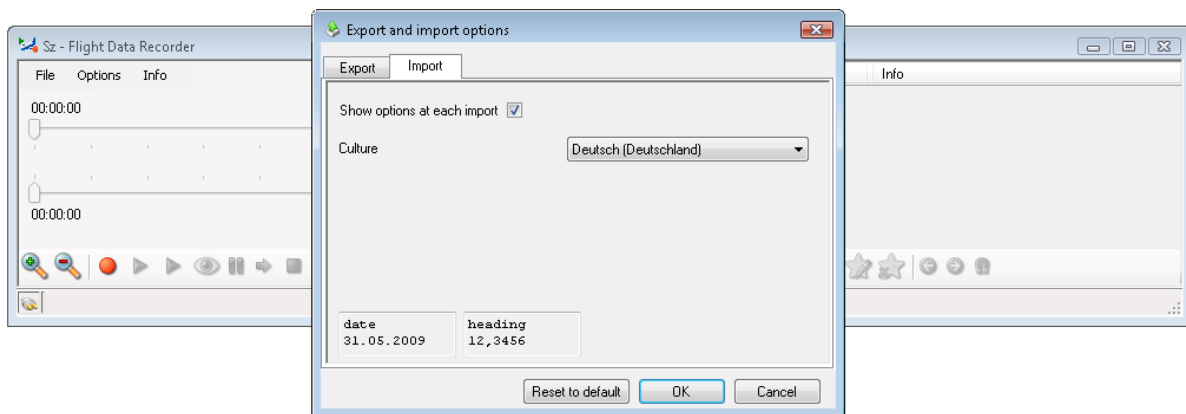 Sz - Flight Data Recorder
File Options Info
00:00:00
00:00:00
Export and import options
Export Import
Show options at each import
Culture Deutsch (Deutschland)
date heading
31.05.2009 12,3456
Reset to default OK Cancel
Info